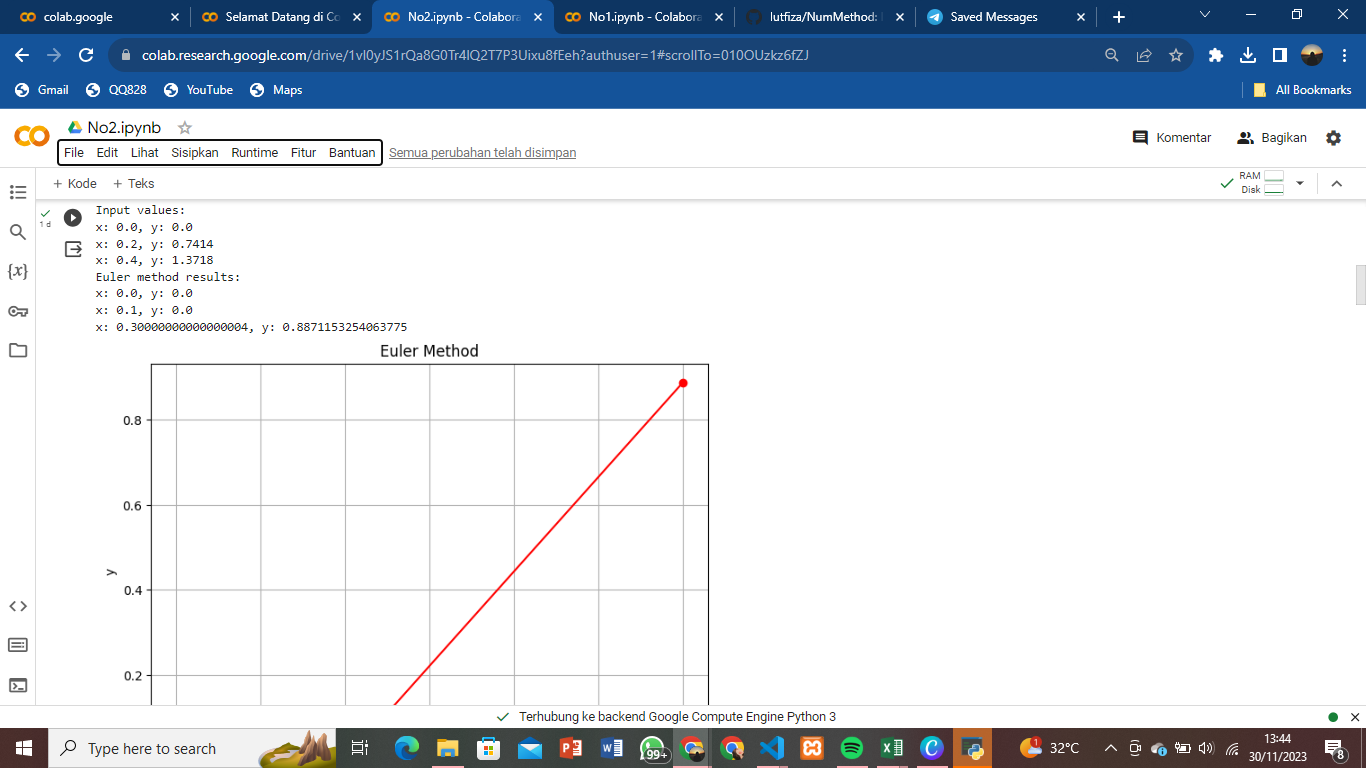 colab.google
Selamat Datang di Co
No2.ipynb - Colabora
No1.ipynb - Colabora
lutfiza/NumMethod:
Saved Messages
colab.research.google.com/drive/1vl0yJS1rQa8G0Tr4lQ2T7P3Uixu8fEeh?authuser=1#scrollTo=010OUzkz6fZJ
Gmail
QQ828
YouTube
Maps
All Bookmarks
No2.ipynb
File Edit Lihat Sisipkan Runtime Fitur Bantuan
Semua perubahan telah disimpan
Komentar
Bagikan
+ Kode + Teks
RAM
Disk
1 d
Input values:
x: 0.0, y: 0.0
x: 0.2, y: 0.7414
x: 0.4, y: 1.3718
Euler method results:
x: 0.0, y: 0.0
x: 0.1, y: 0.0
x: 0.30000000000000004, y: 0.8871153254063775
Euler Method
0.8
0.6
y
0.4
0.2
Terhubung ke backend Google Compute Engine Python 3
Type here to search
99+
1
32°C
13:44
30/11/2023
8